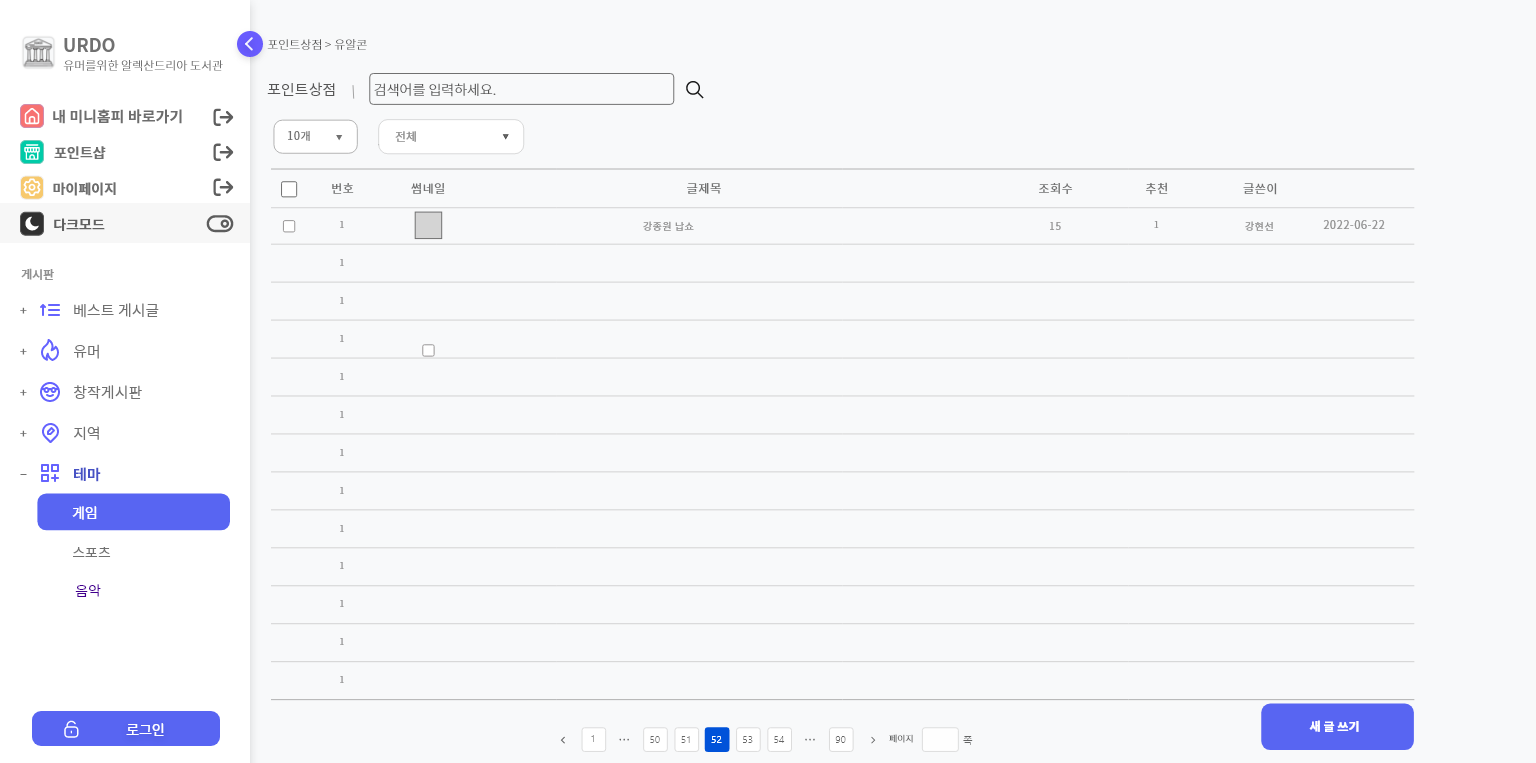 URDO
유머를위한 알렉산드리아 도서관
내 미니홈피 바로가기
포인트샵
마이페이지
다크모드
게시판
+ 베스트 게시글
+ 유머
+ 창작게시판
+ 지역
− 테마
게임
스포츠
음악
로그인
포인트상점 > 유알콘
포인트상점 | 검색어를 입력하세요.
10개 ▼ 전체 ▼
번호 썸네일 글제목 조회수 추천 글쓴이
1 강종원 납쇼 15 1 강현선 2022-06-22
1
1
1
1
1
1
1
1
1
1
1
1
새 글 쓰기
< 1 ··· 50 51 52 53 54 ··· 90 > 페이지 쪽